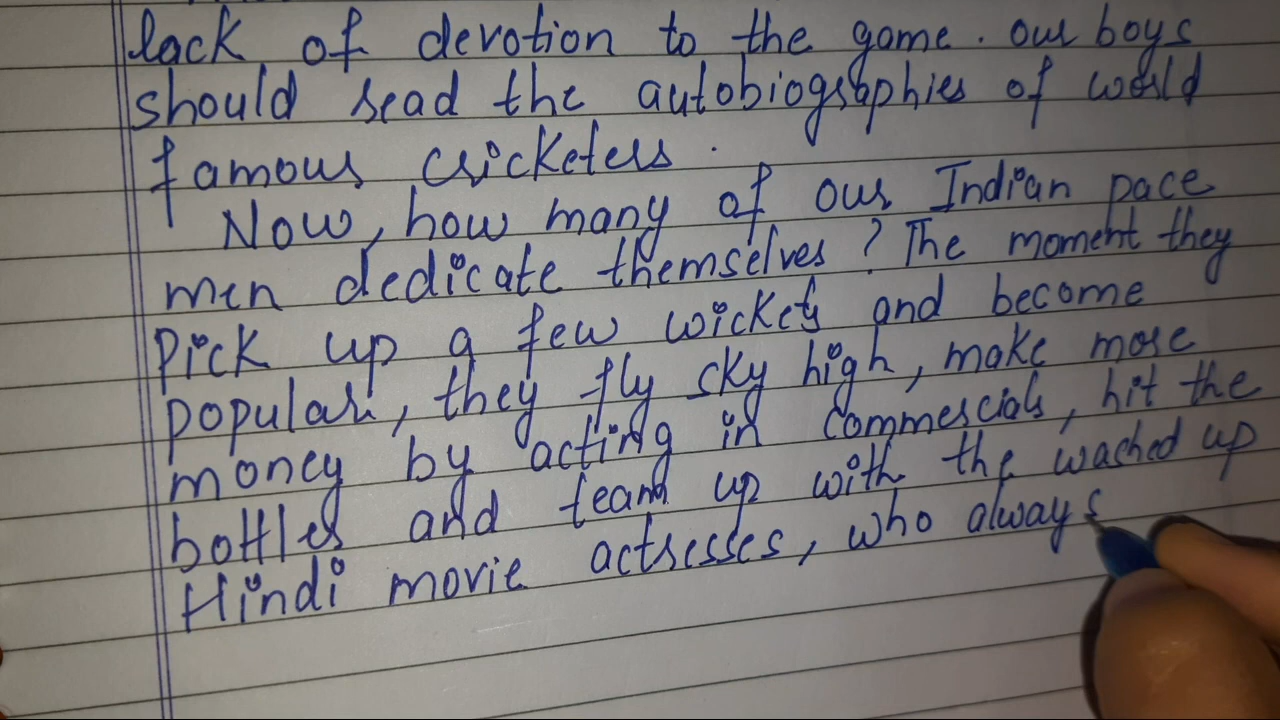 lack of devotion to the game. our boys
should read the autobiographies of world
famous cricketers.
Now, how many of our Indian pace
men dedicate themselves? The moment they
Pick up a few wickets and become
popular, they fly sky high, make more
money by acting in commercials, hit the
bottles and team up with the washed up
Hindi movie actresses, who always